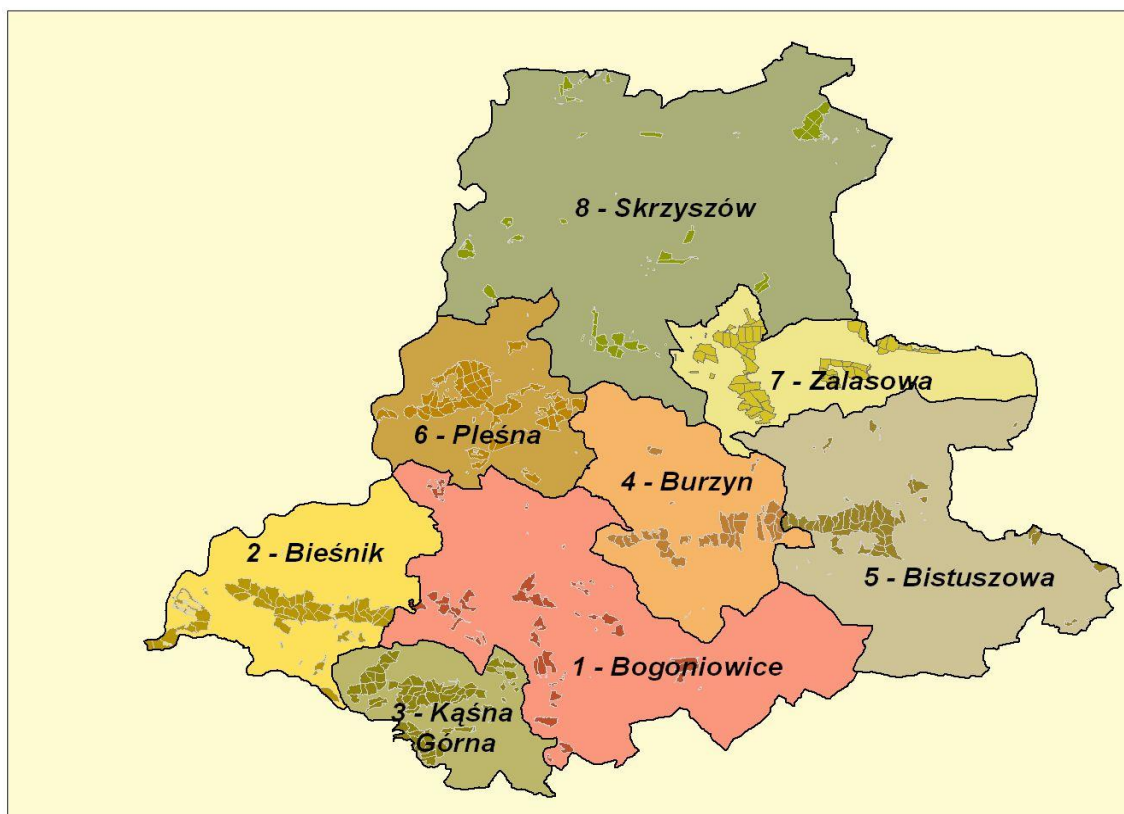 8 - Skrzyszów
7 - Zalasowa
6 - Pleśna
4 - Burzyn
2 - Bieśnik
5 - Bistuszowa
1 - Bogoniowice
3 - Kąśna
Górna